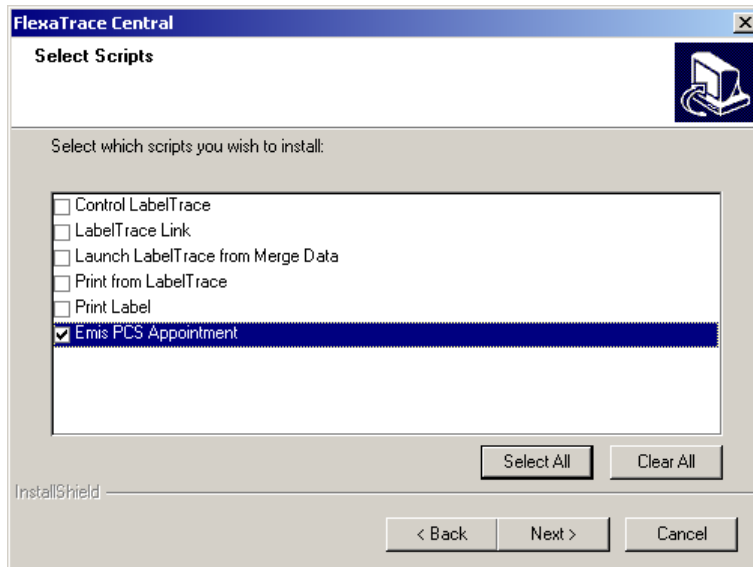 FlexaTrace Central
Select Scripts
Select which scripts you wish to install:
Control LabelTrace
LabelTrace Link
Launch LabelTrace from Merge Data
Print from LabelTrace
Print Label
Emis PCS Appointment
Select All Clear All
InstallShield
< Back Next > Cancel